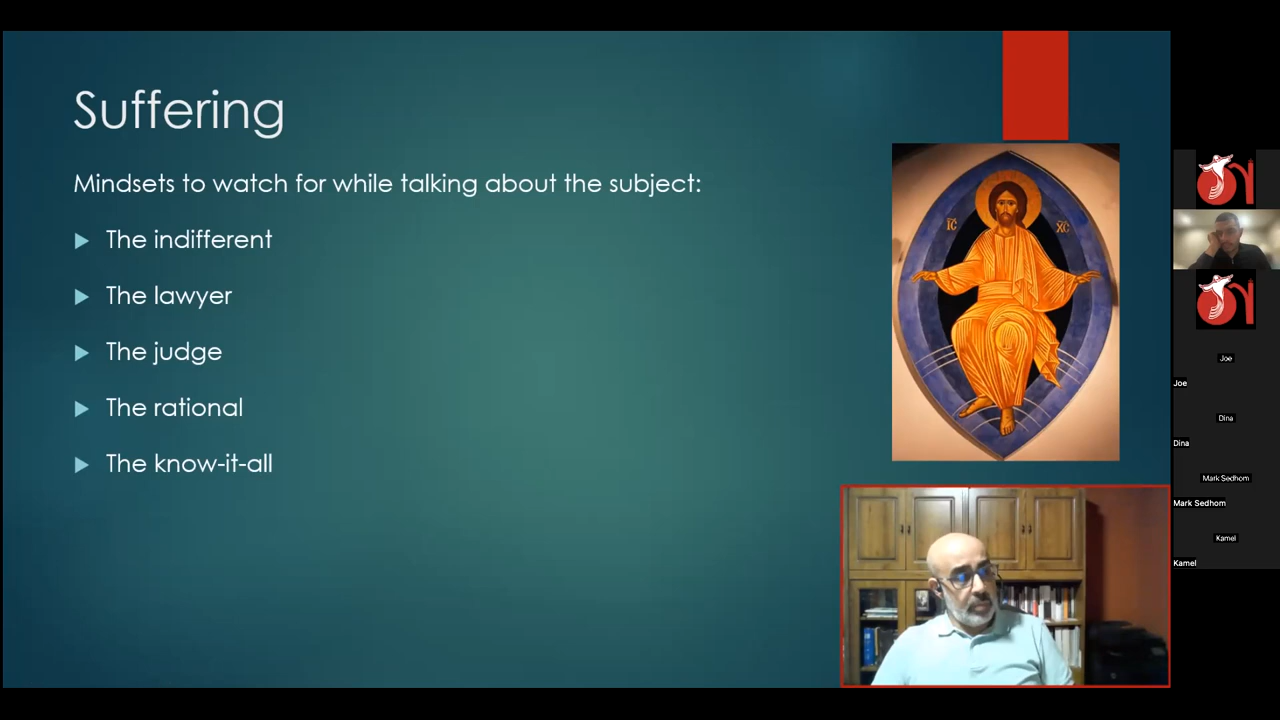 Suffering
Mindsets to watch for while talking about the subject:
The indifferent
The lawyer
The judge
The rational
The know-it-all
IC
XC
Joe
Joe
Dina
Dina
Mark Sedhom
Mark Sedhom
Kamel
Kamel